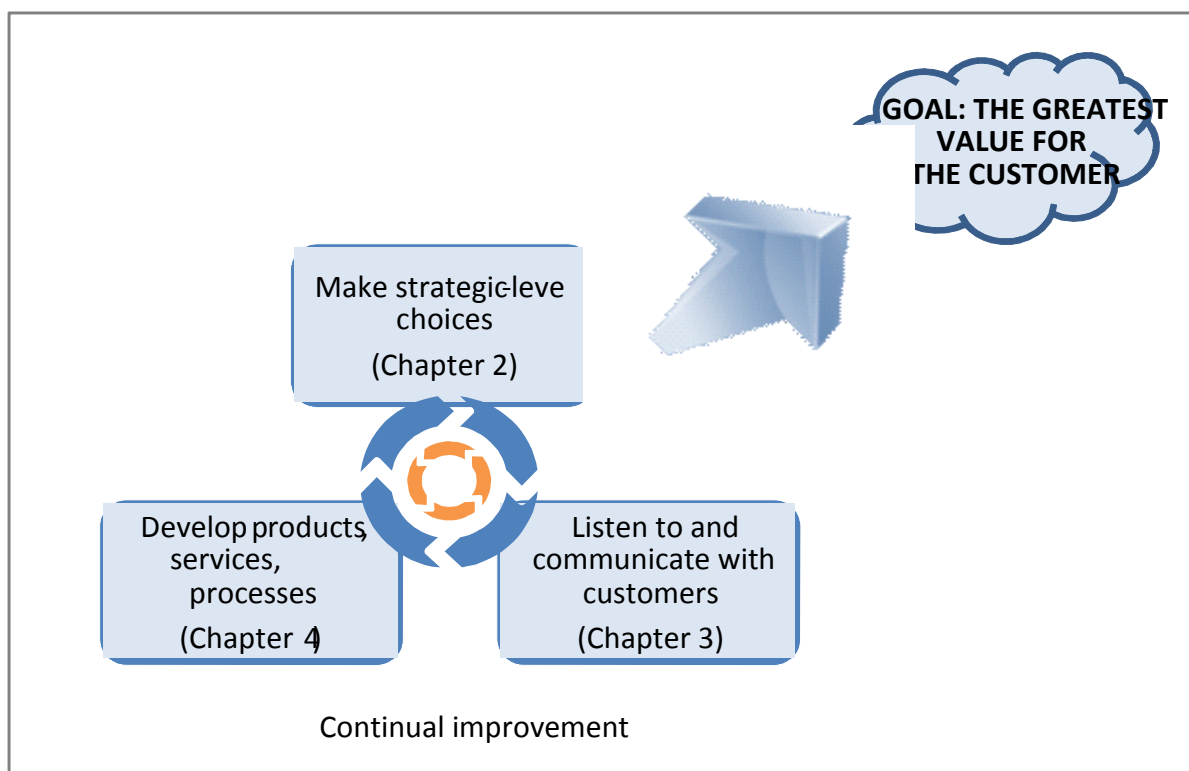 GOAL: THE GREATEST
VALUE FOR
THE CUSTOMER
Make strategic-leve
choices
(Chapter 2)
Develop products,
services,
processes
(Chapter 4)
Listen to and
communicate with
customers
(Chapter 3)
Continual improvement